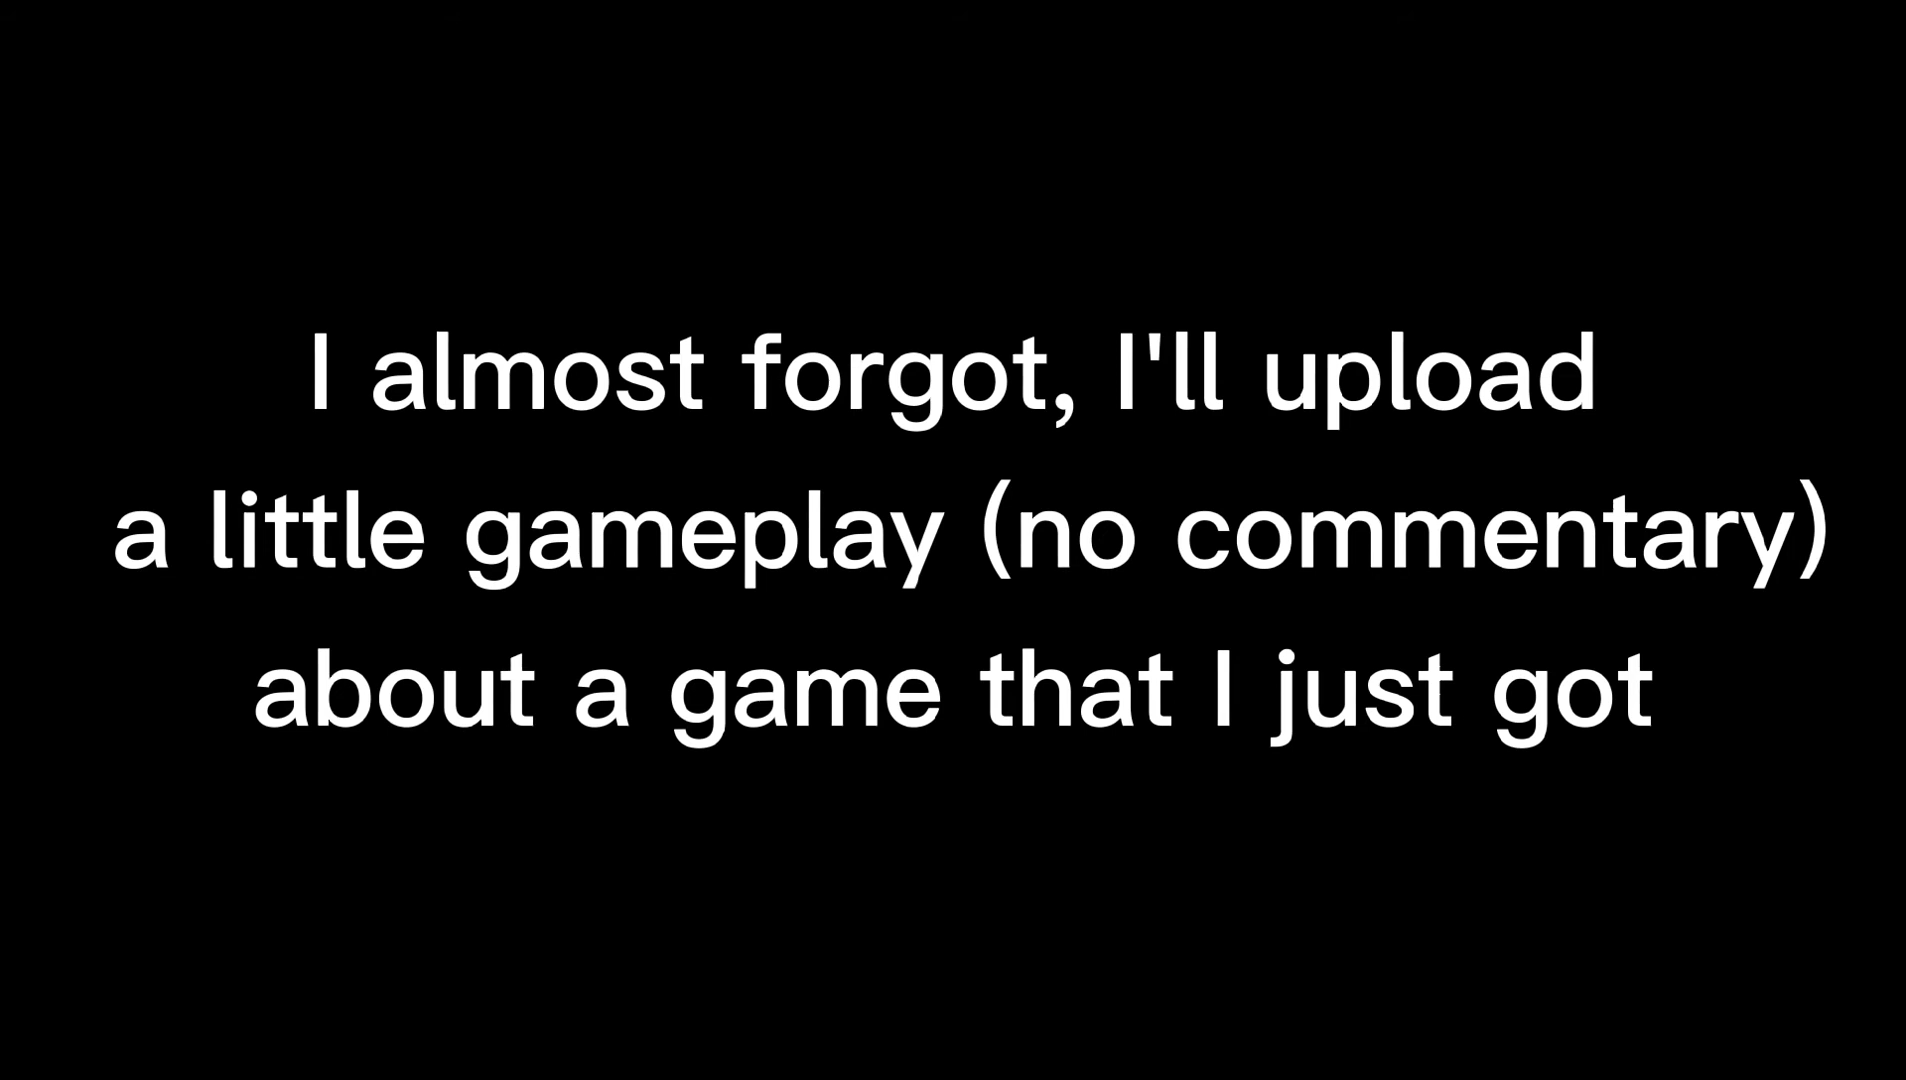 I almost forgot, I'll upload
a little gameplay (no commentary)
about a game that I just got